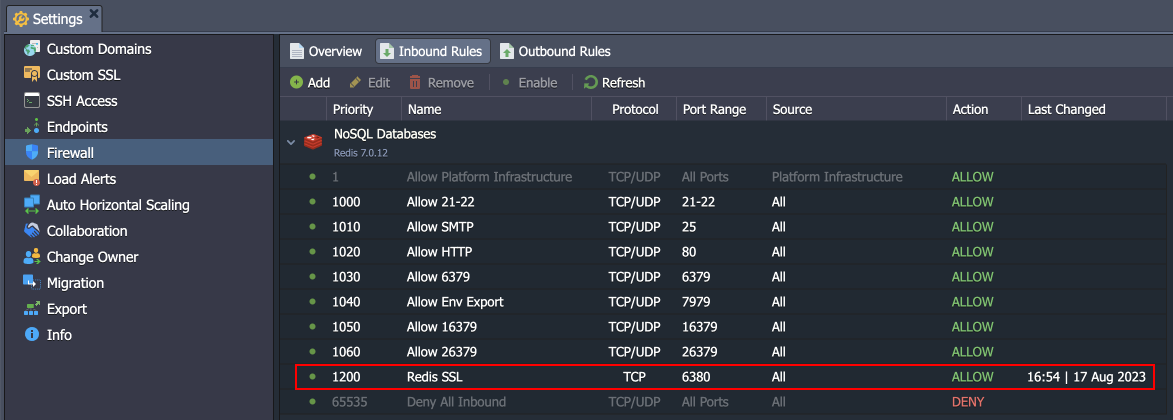 Settings
Custom Domains
Custom SSL
SSH Access
Endpoints
Firewall
Load Alerts
Auto Horizontal Scaling
Collaboration
Change Owner
Migration
Export
Info
Overview Inbound Rules Outbound Rules
Add Edit Remove Enable Refresh
Priority Name Protocol Port Range Source Action Last Changed
NoSQL Databases
Redis 7.0.12
1 Allow Platform Infrastructure TCP/UDP All Ports Platform Infrastructure ALLOW
1000 Allow 21-22 TCP/UDP 21-22 All ALLOW
1010 Allow SMTP TCP/UDP 25 All ALLOW
1020 Allow HTTP TCP/UDP 80 All ALLOW
1030 Allow 6379 TCP/UDP 6379 All ALLOW
1040 Allow Env Export TCP/UDP 7979 All ALLOW
1050 Allow 16379 TCP/UDP 16379 All ALLOW
1060 Allow 26379 TCP/UDP 26379 All ALLOW
1200 Redis SSL TCP 6380 All ALLOW 16:54 | 17 Aug 2023
65535 Deny All Inbound TCP/UDP All Ports All DENY